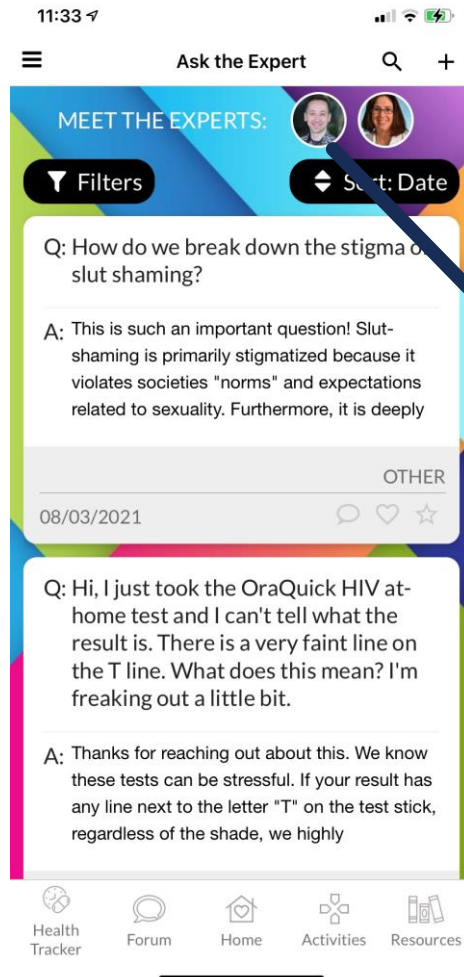 11:33
Ask the Expert
MEET THE EXPERTS:
Filters
Sort: Date
Q: How do we break down the stigma
slut shaming?
A: This is such an important question! Slut-
shaming is primarily stigmatized because it
violates societies "norms" and expectations
related to sexuality. Furthermore, it is deeply
OTHER
08/03/2021
Q: Hi, I just took the OraQuick HIV at-
home test and I can't tell what the
result is. There is a very faint line on
the T line. What does this mean? I'm
freaking out a little bit.
A: Thanks for reaching out about this. We know
these tests can be stressful. If your result has
any line next to the letter "T" on the test stick,
regardless of the shade, we highly
Health
Tracker
Forum
Home
Activities
Resources